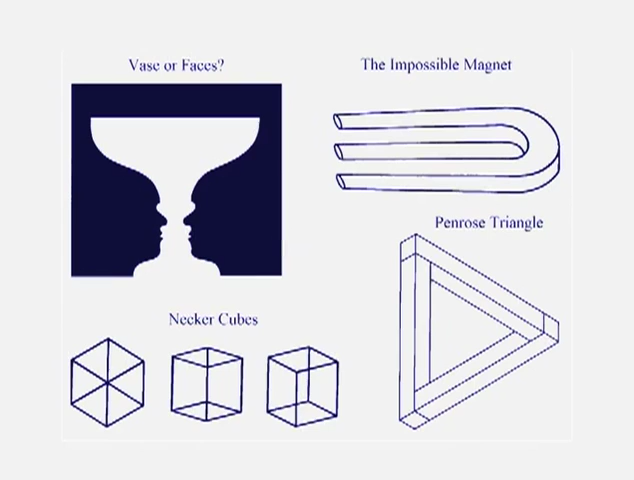 Vase or Faces?
The Impossible Magnet
Penrose Triangle
Necker Cubes